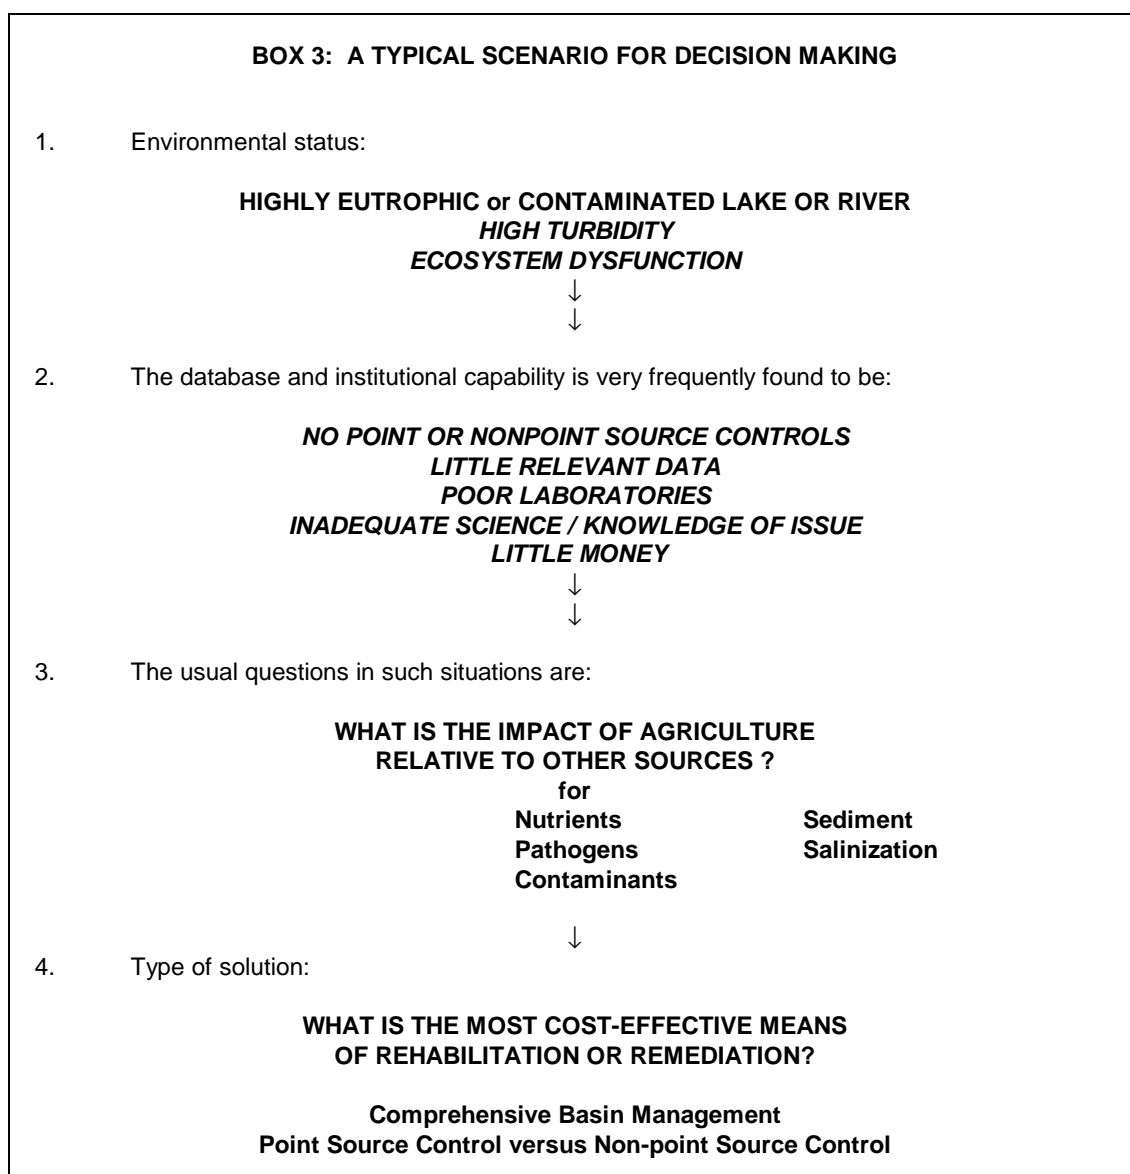 BOX 3: A TYPICAL SCENARIO FOR DECISION MAKING
1. Environmental status:
HIGHLY EUTROPHIC or CONTAMINATED LAKE OR RIVER
HIGH TURBIDITY
ECOSYSTEM DYSFUNCTION
↓
↓
2. The database and institutional capability is very frequently found to be:
NO POINT OR NONPOINT SOURCE CONTROLS
LITTLE RELEVANT DATA
POOR LABORATORIES
INADEQUATE SCIENCE / KNOWLEDGE OF ISSUE
LITTLE MONEY
↓
↓
3. The usual questions in such situations are:
WHAT IS THE IMPACT OF AGRICULTURE
RELATIVE TO OTHER SOURCES ?
for
Nutrients Sediment
Pathogens Salinization
Contaminants
↓
4. Type of solution:
WHAT IS THE MOST COST-EFFECTIVE MEANS
OF REHABILITATION OR REMEDIATION?
Comprehensive Basin Management
Point Source Control versus Non-point Source Control